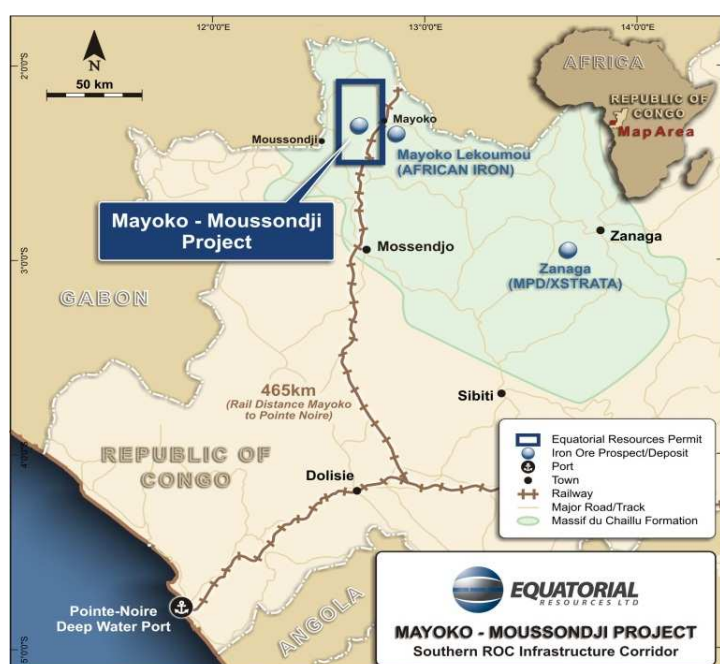 12°0'0"E
13°0'0"E
14°0'0"E
2°0'0"S
3°0'0"S
4°0'0"S
5°0'0"S
N
50 km
AFRICA
REPUBLIC OF
CONGO
Map Area
Moussondji
Mayoko
Mayoko Lekoumou
(AFRICAN IRON)
Mayoko - Moussondji
Project
Mossendjo
Zanaga
Zanaga
(MPD/XSTRATA)
GABON
465km
(Rail Distance Mayoko
to Pointe Noire)
Sibiti
REPUBLIC OF
CONGO
Dolisie
Equatorial Resources Permit
Iron Ore Prospect/Deposit
Port
Town
Railway
Major Road/Track
Massif du Chaillu Formation
Pointe-Noire
Deep Water Port
ANGOLA
EQUATORIAL
RESOURCES LTD
MAYOKO - MOUSSONDJI PROJECT
Southern ROC Infrastructure Corridor